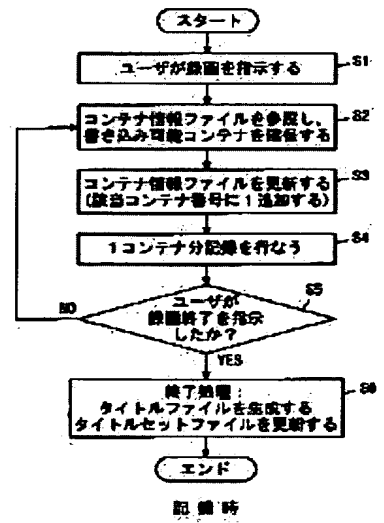 スタート
ユーザが録画を指示する
S1
コンテナ情報ファイルを参照し、
書き込み可能コンテナを確保する
S2
コンテナ情報ファイルを更新する
(該当コンテナ番号に1追加する)
S3
1コンテナ分記録を行なう
S4
ユーザが
録画終了を指示
したか?
S5
NO
YES
終了処理:
タイトルファイルを生成する
タイトルセットファイルを更新する
S6
エンド
記録時